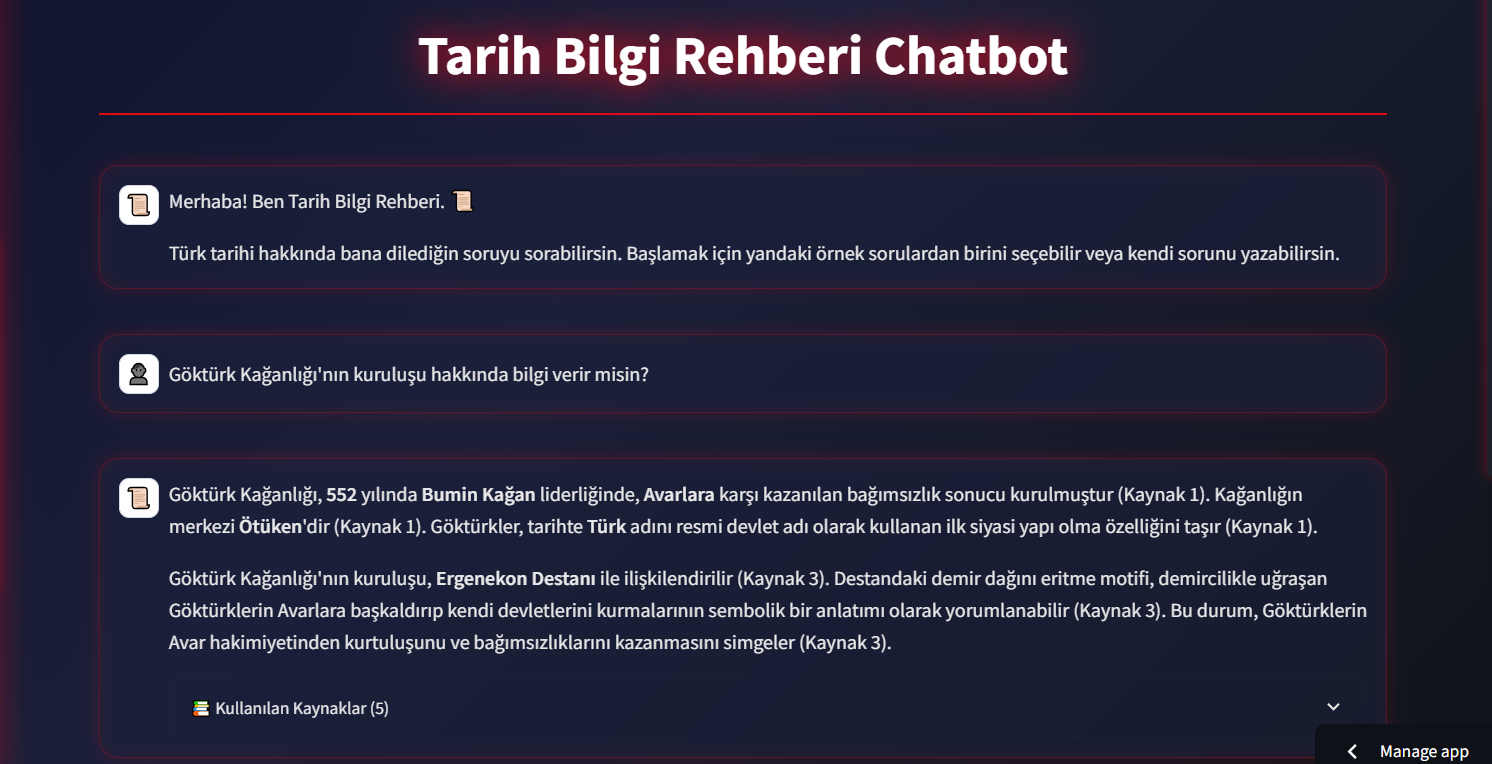 Tarih Bilgi Rehberi Chatbot
Merhaba! Ben Tarih Bilgi Rehberi. 📜
Türk tarihi hakkında bana dilediğin soruyu sorabilirsin. Başlamak için yandaki örnek sorulardan birini seçebilir veya kendi sorunu yazabilirsin.
Göktürk Kağanlığı'nın kuruluşu hakkında bilgi verir misin?
Göktürk Kağanlığı, 552 yılında Bumin Kağan liderliğinde, Avarlara karşı kazanılan bağımsızlık sonucu kurulmuştur (Kaynak 1). Kağanlığın
merkezi Ötüken'dir (Kaynak 1). Göktürkler, tarihte Türk adını resmi devlet adı olarak kullanan ilk siyasi yapı olma özelliğini taşır (Kaynak 1).
Göktürk Kağanlığı'nın kuruluşu, Ergenekon Destanı ile ilişkilendirilir (Kaynak 3). Destandaki demir dağını eritme motifi, demircilikle uğraşan
Göktürklerin Avarlara başkaldırıp kendi devletlerini kurmalarının sembolik bir anlatımı olarak yorumlanabilir (Kaynak 3). Bu durum, Göktürklerin
Avar hakimiyetinden kurtuluşunu ve bağımsızlıklarını kazanmasını simgeler (Kaynak 3).
📚 Kullanılan Kaynaklar (5)
Manage app